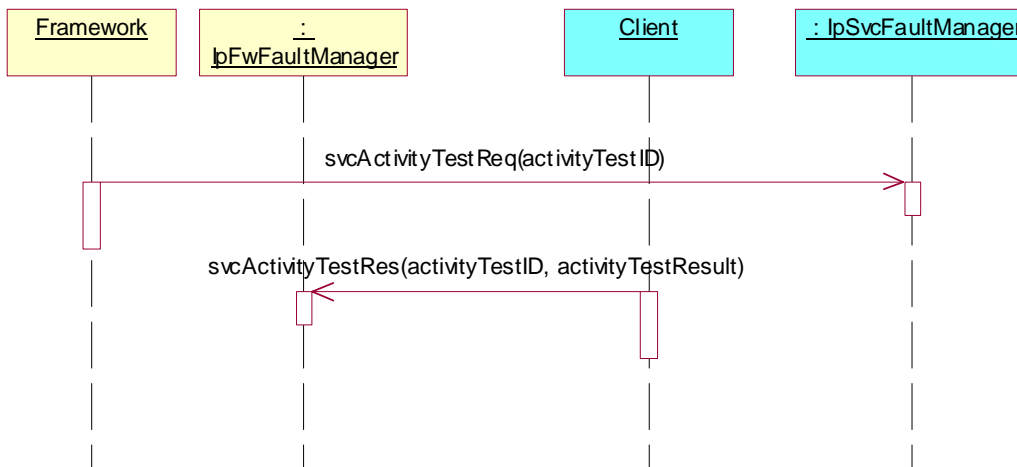 Framework
:
IpFwFaultManager
Client
: IpSvcFaultManager
svcActivityTestReq(activityTestID)
svcActivityTestRes(activityTestID, activityTestResult)